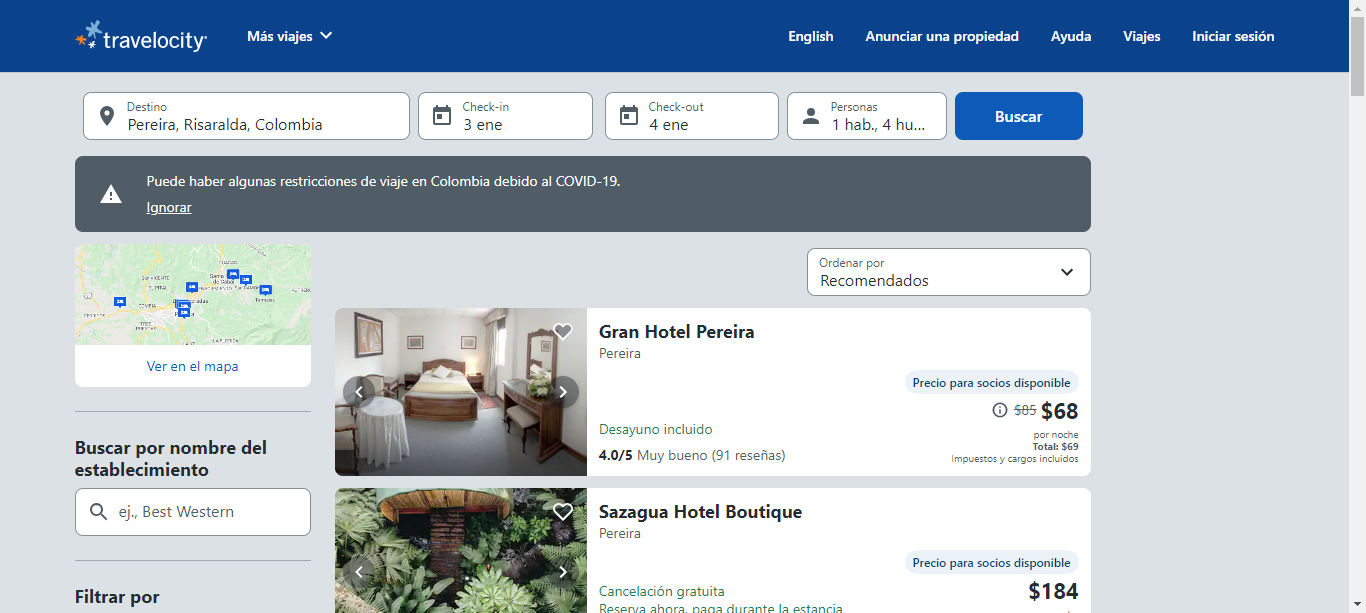 travelocity
Más viajes
English
Anunciar una propiedad
Ayuda
Viajes
Iniciar sesión
Destino
Pereira, Risaralda, Colombia
Check-in
3 ene
Check-out
4 ene
Personas
1 hab., 4 hu...
Buscar
Puede haber algunas restricciones de viaje en Colombia debido al COVID-19.
Ignorar
Ver en el mapa
Buscar por nombre del
establecimiento
ej., Best Western
Filtrar por
Ordenar por
Recomendados
Gran Hotel Pereira
Pereira
Precio para socios disponible
$85 $68
por noche
Total: $69
Impuestos y cargos incluidos
Desayuno incluido
4.0/5 Muy bueno (91 reseñas)
Sazagua Hotel Boutique
Pereira
Precio para socios disponible
$184
Cancelación gratuita
Reserva ahora, paga durante la estancia